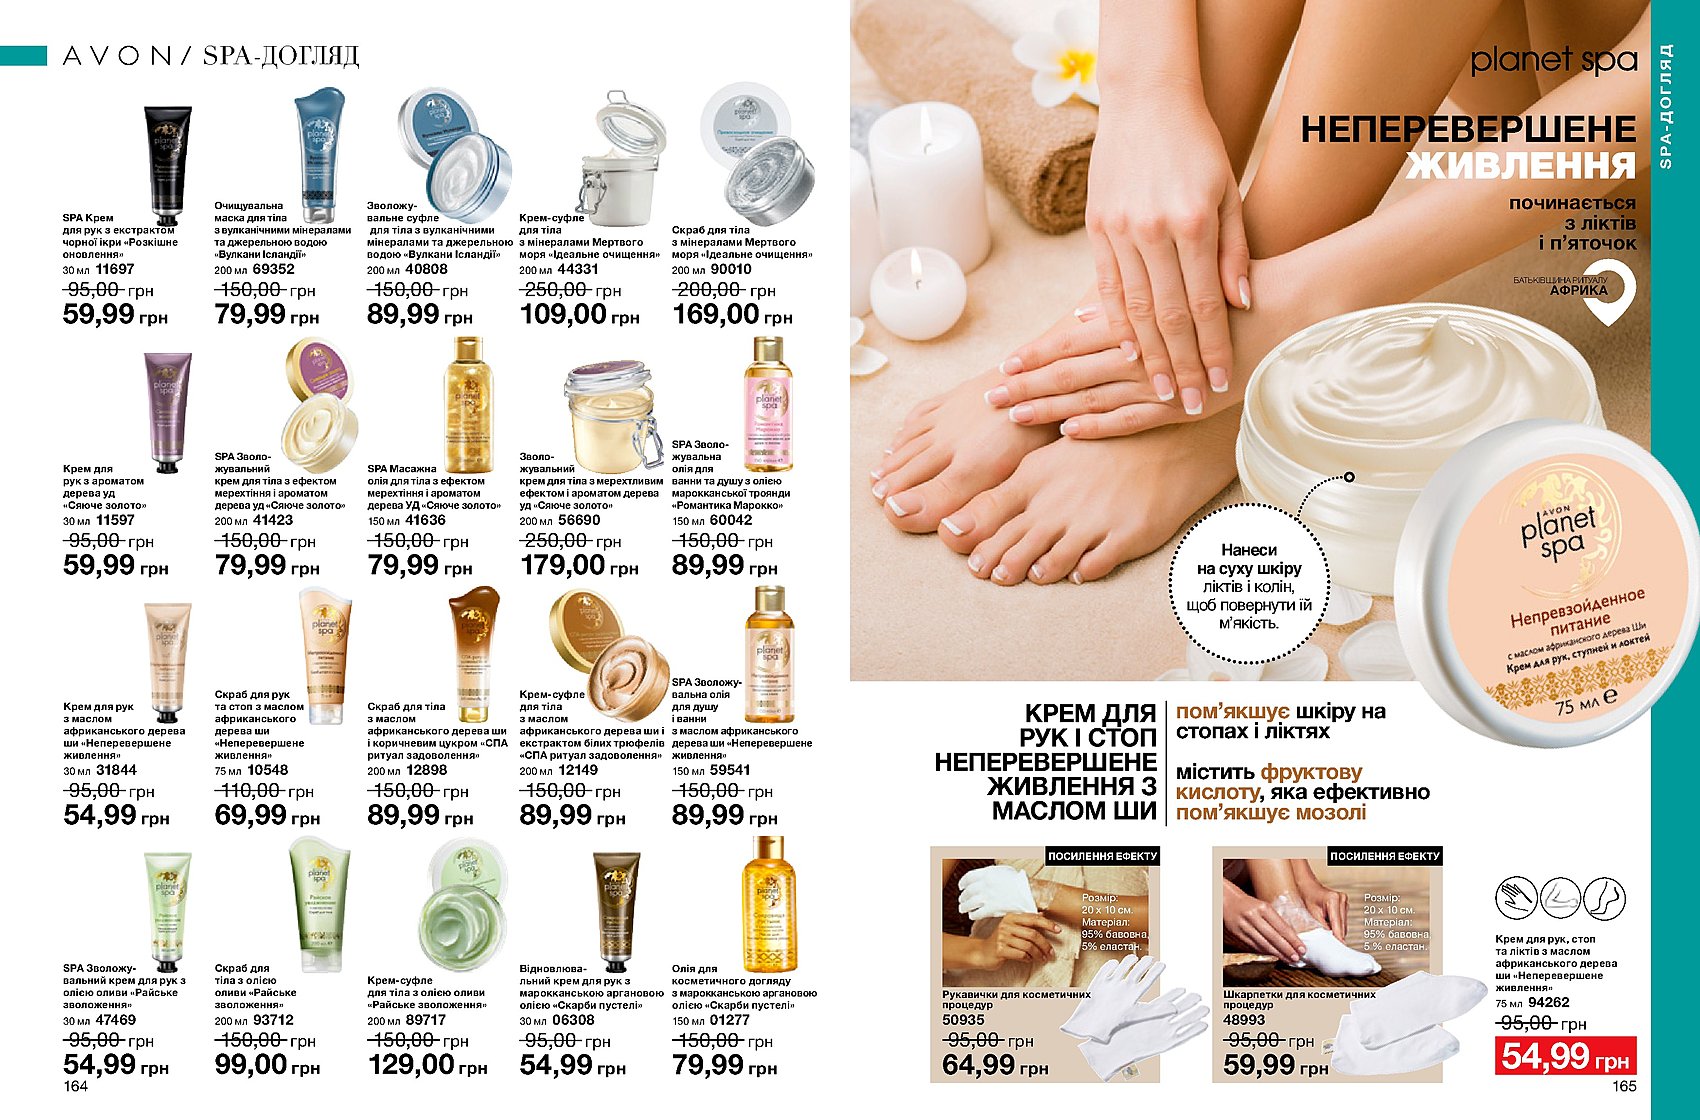 AVON / SPA-ДОГЛЯД
SPA Крем
для рук з екстрактом
чорної ікри «Розкішне
оновлення»
30 мл 11697
95,00 грн
59,99 грн
Очищувальна
маска для тіла
з вулканічними мінералами
та джерельною водою
«Вулкани Ісландії»
200 мл 69352
150,00 грн
79,99 грн
Зволожу-
вальне суфле
для тіла з вулканічними
мінералами та джерельною
водою «Вулкани Ісландії»
200 мл 40808
150,00 грн
89,99 грн
Крем-суфле
для тіла
з мінералами Мертвого
моря «Ідеальне очищення»
200 мл 44331
250,00 грн
109,00 грн
Скраб для тіла
з мінералами Мертвого
моря «Ідеальне очищення»
200 мл 90010
200,00 грн
169,00 грн
Крем для
рук з ароматом
дерева уд
«Сяюче золото»
30 мл 11597
95,00 грн
59,99 грн
SPA Зволо-
жувальний
крем для тіла з ефектом
мерехтіння і ароматом
дерева уд «Сяюче золото»
200 мл 41423
150,00 грн
79,99 грн
SPA Масажна
олія для тіла з ефектом
мерехтіння і ароматом
дерева УД «Сяюче золото»
150 мл 41636
150,00 грн
79,99 грн
Зволо-
жувальний
крем для тіла з мерехтливим
ефектом і ароматом дерева
уд «Сяюче золото»
200 мл 56690
250,00 грн
179,00 грн
SPA Зволо-
жувальна
олія для
ванни та душу з олією
марокканської троянди
«Романтика Марокко»
150 мл 60042
150,00 грн
89,99 грн
Крем для рук
з маслом
африканського дерева
ши «Неперевершене
живлення»
30 мл 31844
95,00 грн
54,99 грн
Скраб для рук
та стоп з маслом
африканського
дерева ши
«Неперевершене
живлення»
75 мл 10548
110,00 грн
69,99 грн
Скраб для тіла
з маслом
африканського дерева ши
і коричневим цукром «СПА
ритуал задоволення»
200 мл 12898
150,00 грн
89,99 грн
Крем-суфле
для тіла
з маслом
африканського дерева ши і
екстрактом білих трюфелів
«СПА ритуал задоволення»
200 мл 12149
150,00 грн
89,99 грн
SPA Зволожу-
вальна олія
для душу
і ванни
з маслом африканського
дерева ши «Неперевершене
живлення»
150 мл 59541
150,00 грн
89,99 грн
SPA Зволожу-
вальний крем для рук з
олією оливи «Райське
зволоження»
30 мл 47469
95,00 грн
54,99 грн
Скраб для
тіла з олією
оливи «Райське
зволоження»
200 мл 93712
150,00 грн
99,00 грн
Крем-суфле
для тіла з олією оливи
«Райське зволоження»
200 мл 89717
150,00 грн
129,00 грн
Відновлюва-
льний крем для рук з
марокканською аргановою
олією «Скарби пустелі»
30 мл 06308
95,00 грн
54,99 грн
Олія для
косметичного догляду
з марокканською аргановою
олією «Скарби пустелі»
150 мл 01277
150,00 грн
79,99 грн
164
planet spa
SPA-ДОГЛЯД
НЕПЕРЕВЕРШЕНЕ
ЖИВЛЕННЯ
починається
з ліктів
і п’яточок
БАТЬКІВЩИНА РИТУАЛУ
АФРИКА
Нанеси
на суху шкіру
ліктів і колін,
щоб повернути їй
м’якість.
AVON
planet
spa
Непревзойденное
питание
с маслом африканского дерева Ши
Крем для рук, ступней и локтей
75 мл e
КРЕМ ДЛЯ
РУК І СТОП
НЕПЕРЕВЕРШЕНЕ
ЖИВЛЕННЯ З
МАСЛОМ ШИ
пом’якшує шкіру на
стопах і ліктях
містить фруктову
кислоту, яка ефективно
пом’якшує мозолі
ПОСИЛЕННЯ ЕФЕКТУ
Розмір:
20 х 10 см.
Матеріал:
95% бавовна,
5% еластан.
Рукавички для косметичних
процедур
50935
95,00 грн
64,99 грн
ПОСИЛЕННЯ ЕФЕКТУ
Розмір:
20 х 10 см.
Матеріал:
95% бавовна,
5% еластан.
Шкарпетки для косметичних
процедур
48993
95,00 грн
59,99 грн
Крем для рук, стоп
та ліктів з маслом
африканського дерева
ши «Неперевершене
живлення»
75 мл 94262
95,00 грн
54,99 грн
165